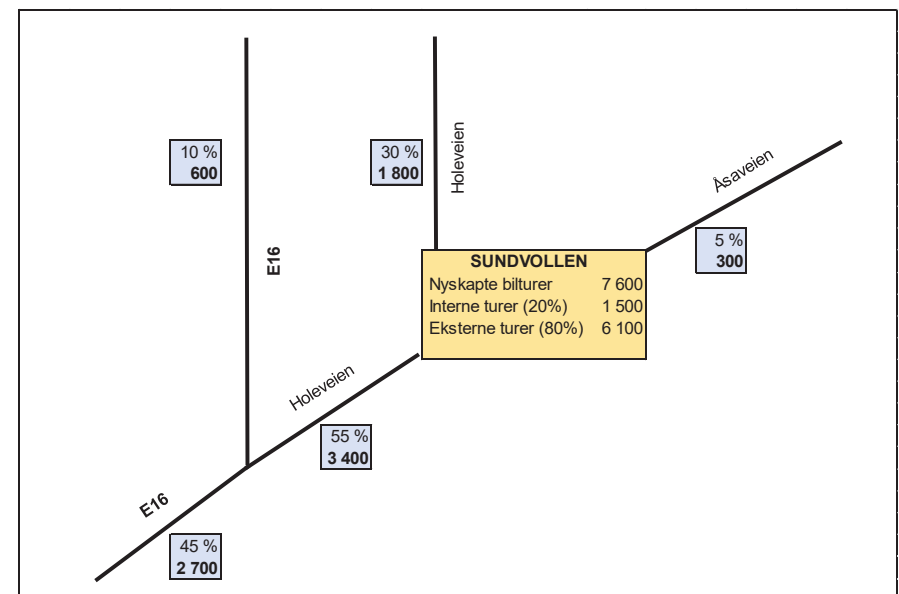 10 %
600
30 %
1 800
Holeveien
Åsaveien
5 %
300
E16
SUNDVOLLEN
Nyskapte bilturer 7 600
Interne turer (20%) 1 500
Eksterne turer (80%) 6 100
Holeveien
55 %
3 400
E16
45 %
2 700